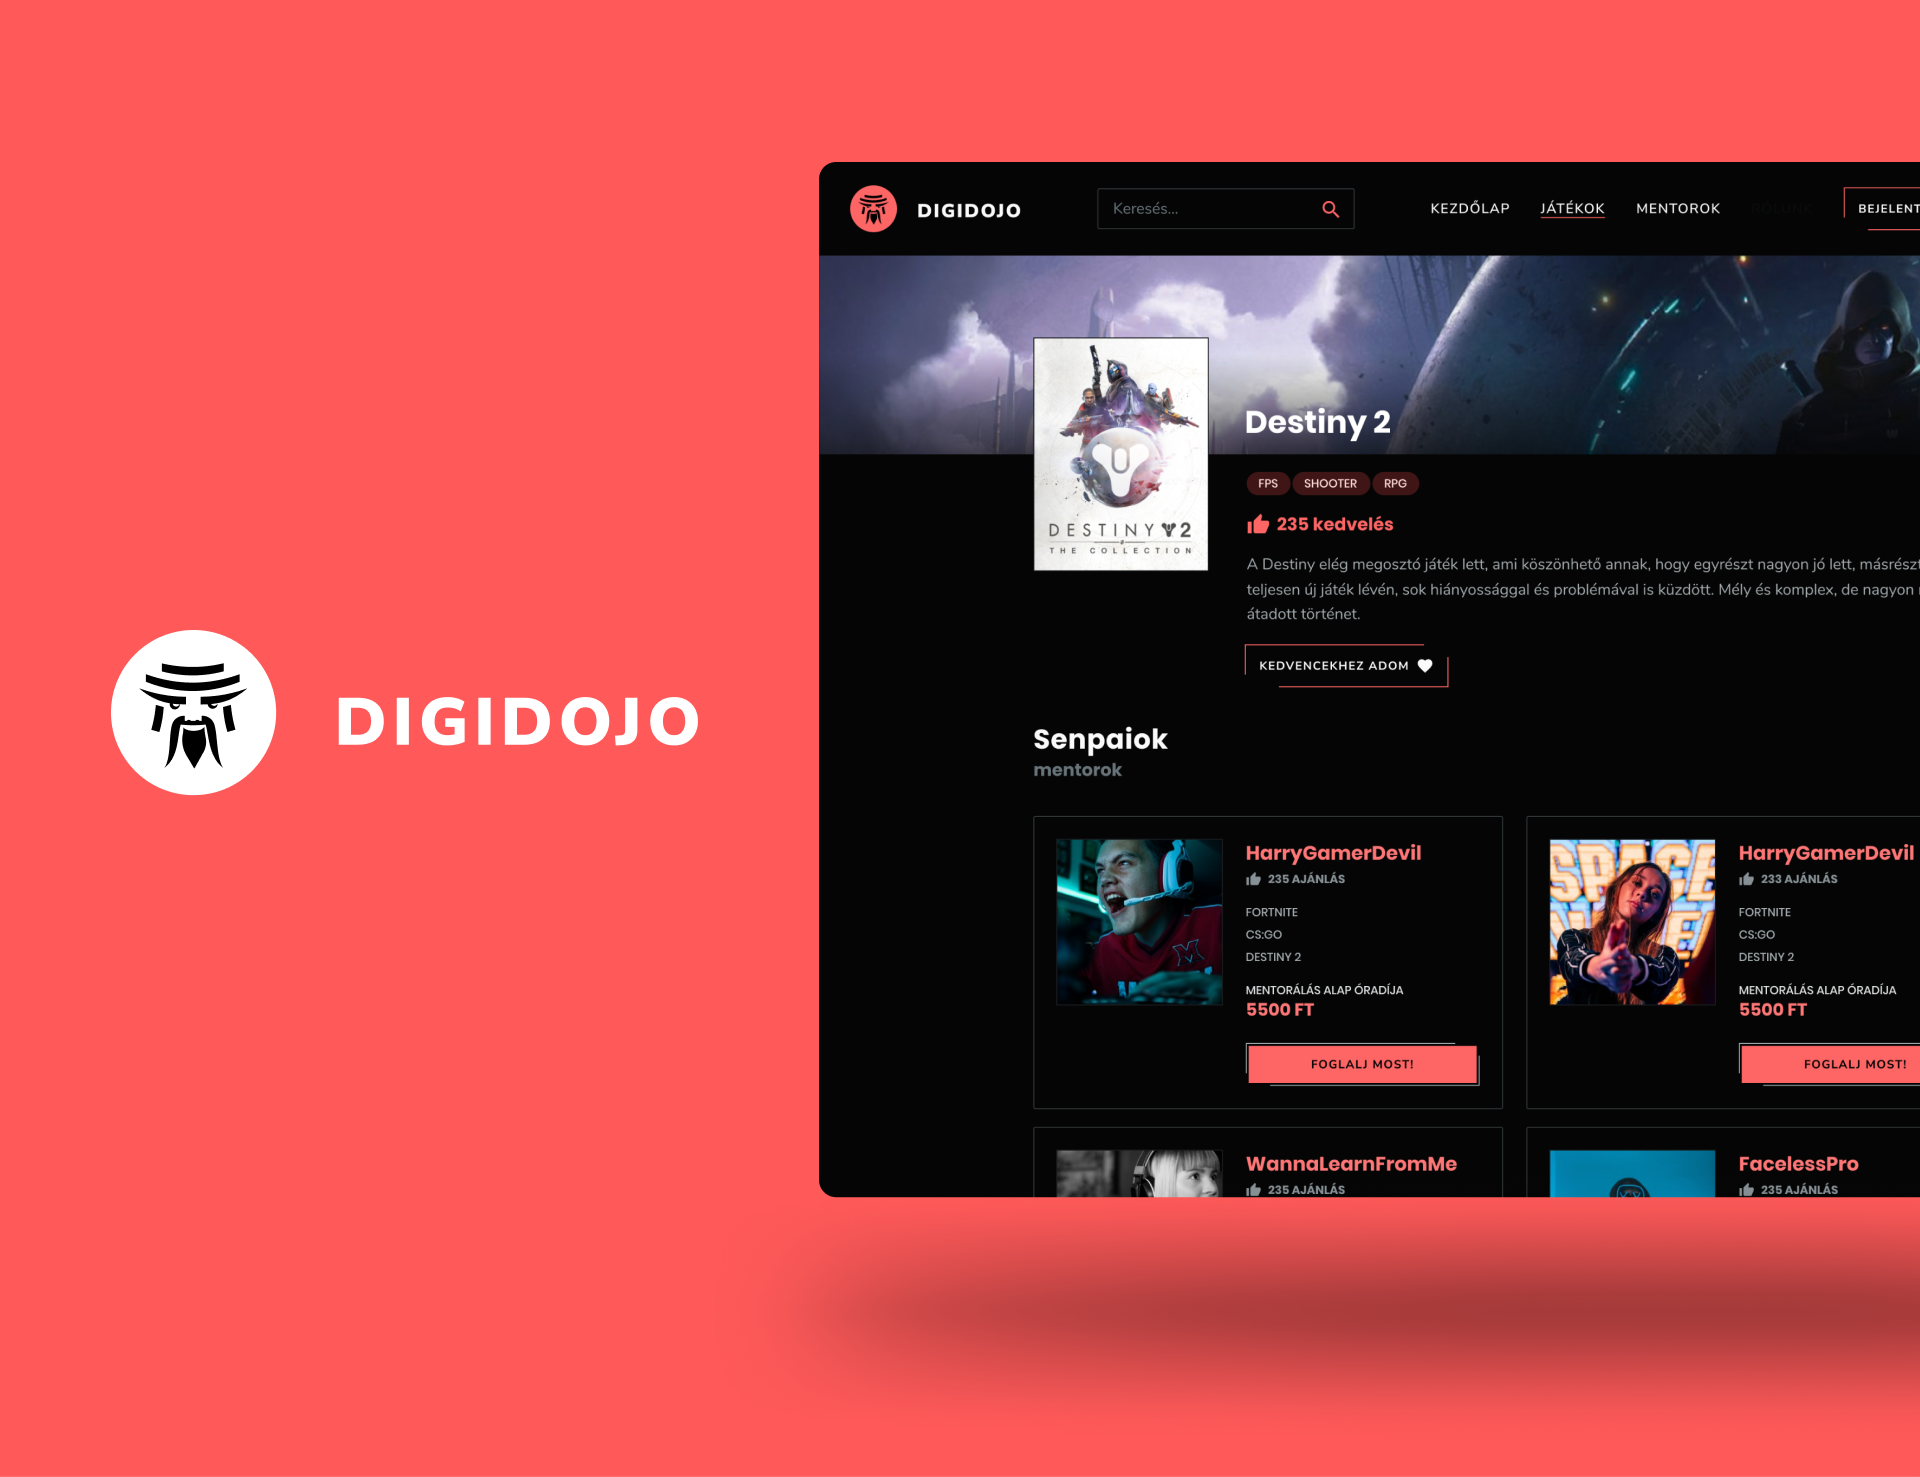 DIGIDOJO
DIGIDOJO
Keresés...
KEZDŐLAP
JÁTÉKOK
MENTOROK
RÓLUNK
BEJELENT
DESTINY 2
THE COLLECTION
Destiny 2
FPS
SHOOTER
RPG
235 kedvelés
A Destiny elég megosztó játék lett, ami köszönhető annak, hogy egyrészt nagyon jó lett, másrészt
teljesen új játék lévén, sok hiányossággal és problémával is küzdött. Mély és komplex, de nagyon
átadott történet.
KEDVENCEKHEZ ADOM
Senpaiok
mentorok
HarryGamerDevil
235 AJÁNLÁS
FORTNITE
CS:GO
DESTINY 2
MENTORÁLÁS ALAP ÓRADÍJA
5500 FT
FOGLALJ MOST!
SPACE
HarryGamerDevil
233 AJÁNLÁS
FORTNITE
CS:GO
DESTINY 2
MENTORÁLÁS ALAP ÓRADÍJA
5500 FT
FOGLALJ MOST!
WannaLearnFromMe
235 AJÁNLÁS
FacelessPro
235 AJÁNLÁS